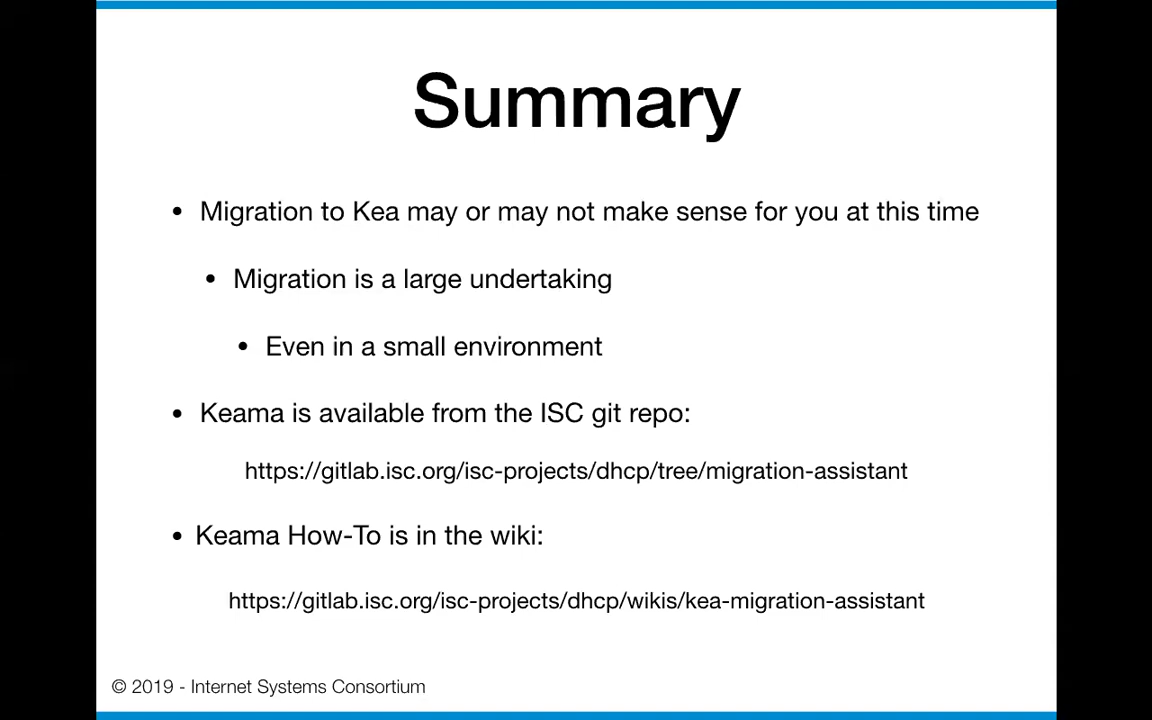 Summary
• Migration to Kea may or may not make sense for you at this time
• Migration is a large undertaking
• Even in a small environment
• Keama is available from the ISC git repo:
https://gitlab.isc.org/isc-projects/dhcp/tree/migration-assistant
• Keama How-To is in the wiki:
https://gitlab.isc.org/isc-projects/dhcp/wikis/kea-migration-assistant
© 2019 - Internet Systems Consortium